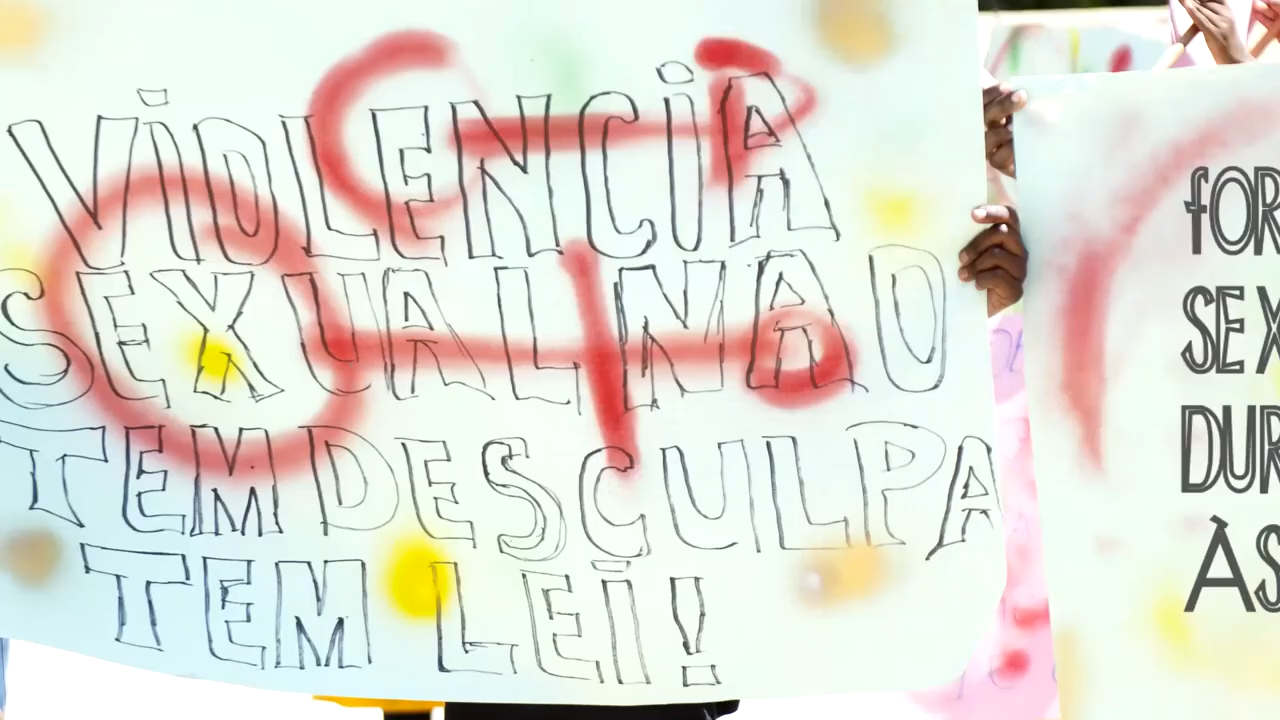 ViOLENCiA
SEXUAL NAO
TEM DESCULPA
TEM LEi!
fOR
SEX
DUR
ÀS